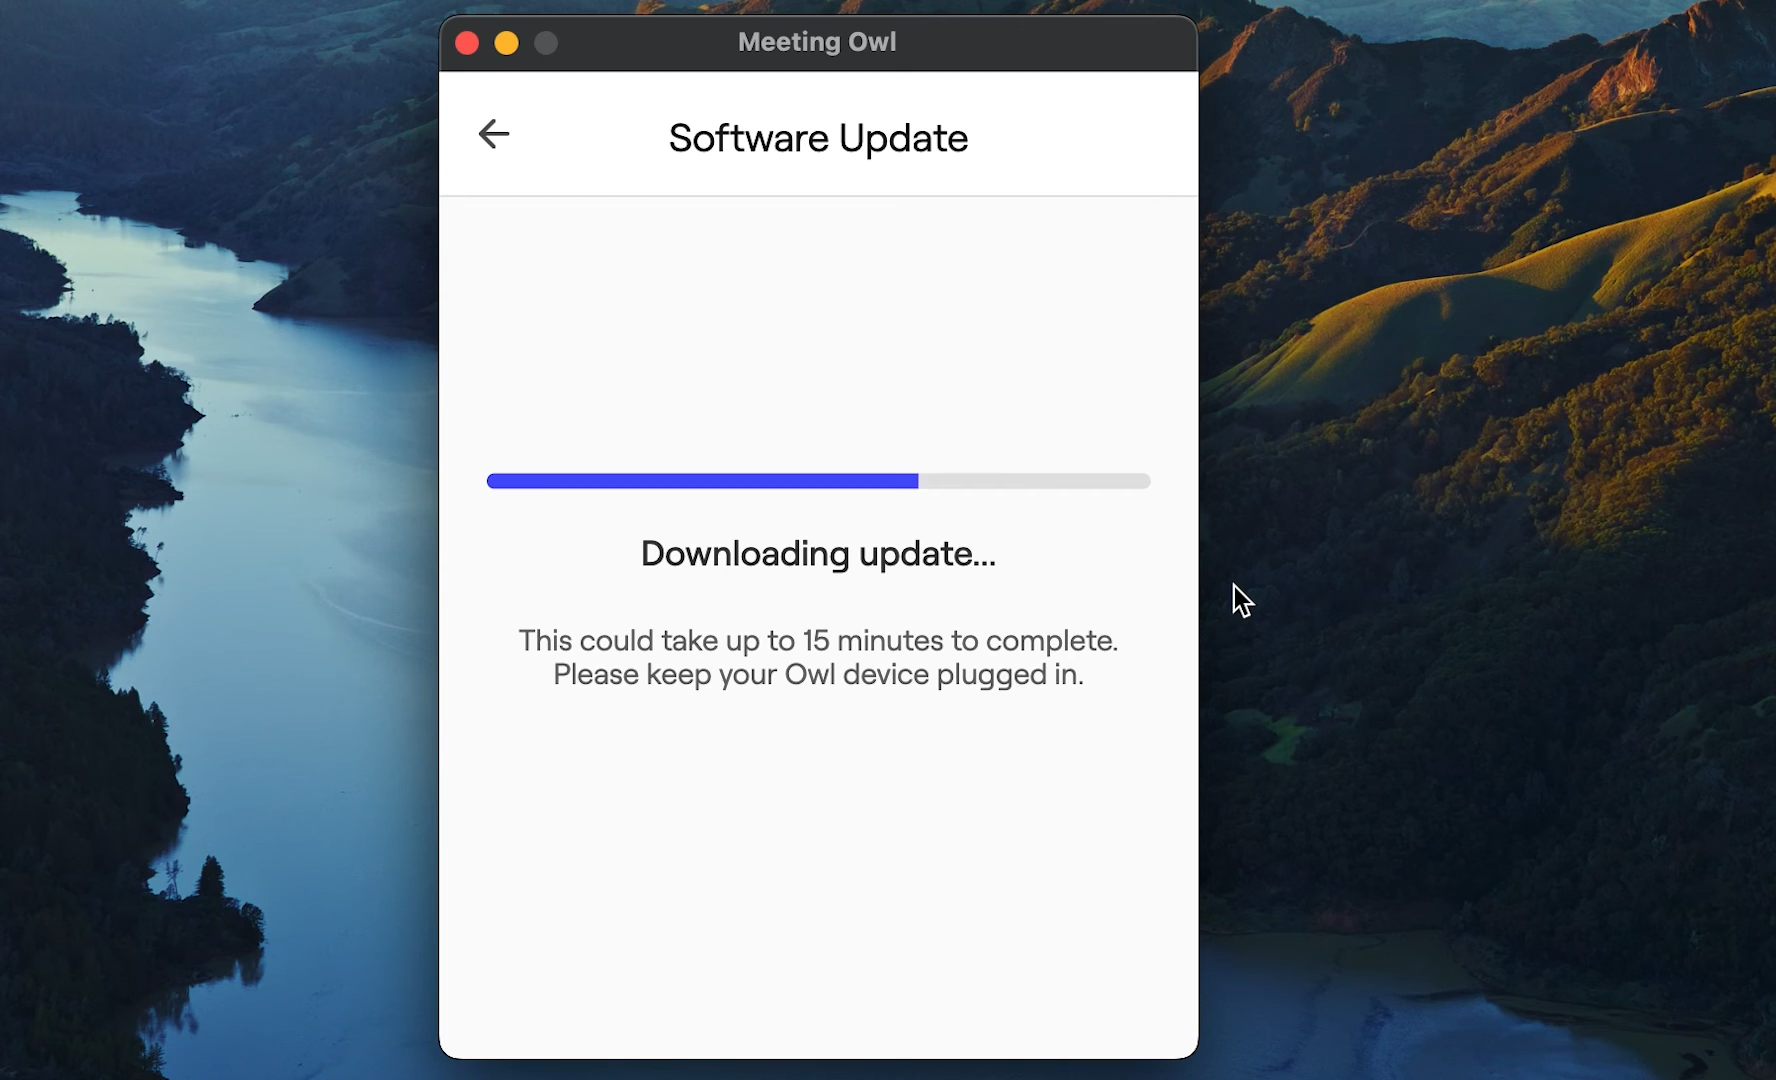 Meeting Owl
Software Update
Downloading update...
This could take up to 15 minutes to complete.
Please keep your Owl device plugged in.